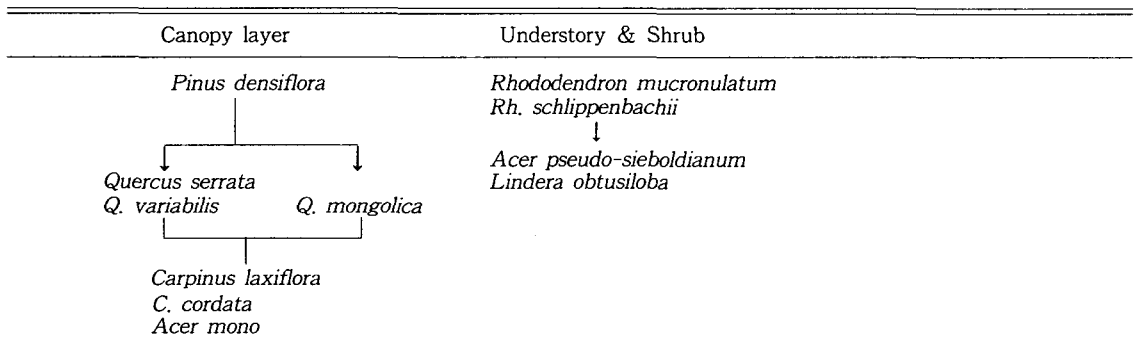 Canopy layer
Understory & Shrub
Pinus densiflora
Quercus serrata
Q. variabilis
Q. mongolica
Carpinus laxiflora
C. cordata
Acer mono
Rhododendron mucronulatum
Rh. schlippenbachii
Acer pseudo-sieboldianum
Lindera obtusiloba